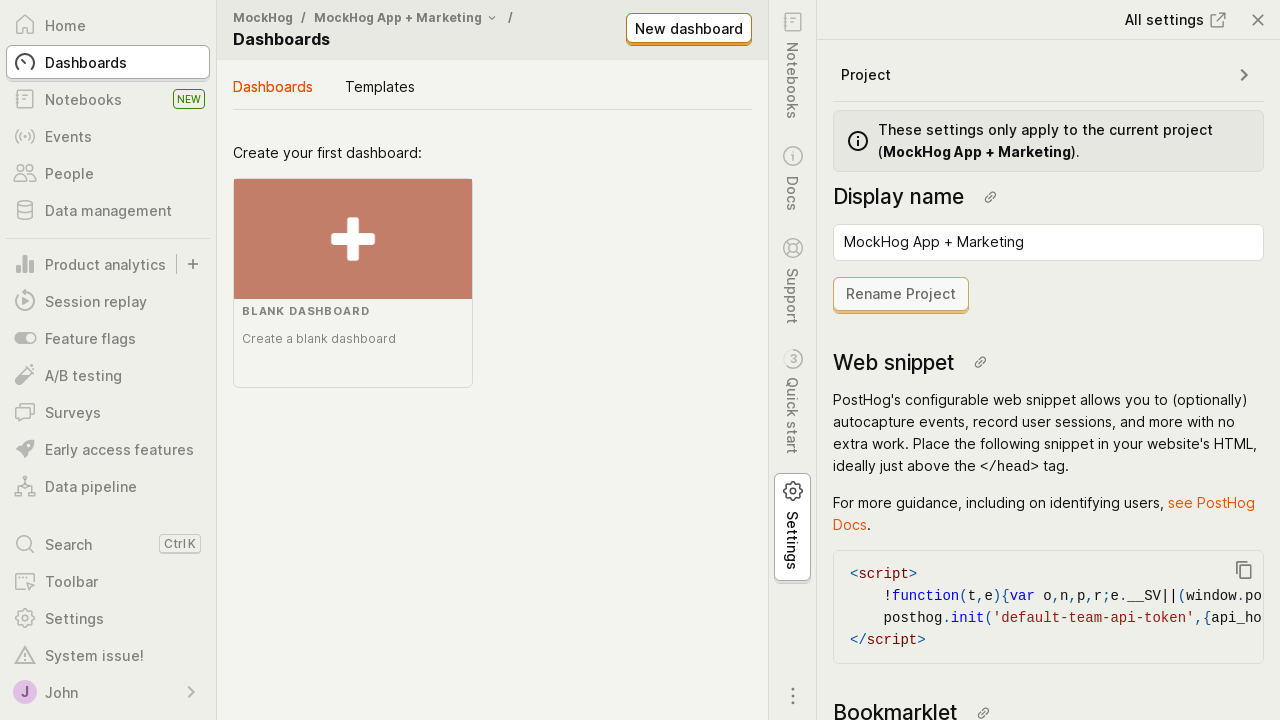 Home
Dashboards
Notebooks NEW
Events
People
Data management
Product analytics
Session replay
Feature flags
A/B testing
Surveys
Early access features
Data pipeline
Search Ctrl K
Toolbar
Settings
System issue!
J John
MockHog / MockHog App + Marketing /
Dashboards
New dashboard
Dashboards Templates
Create your first dashboard:
BLANK DASHBOARD
Create a blank dashboard
Notebooks
Docs
Support
3 Quick start
Settings
All settings
Project
These settings only apply to the current project
(MockHog App + Marketing).
Display name
MockHog App + Marketing
Rename Project
Web snippet
PostHog's configurable web snippet allows you to (optionally)
autocapture events, record user sessions, and more with no
extra work. Place the following snippet in your website's HTML,
ideally just above the </head> tag.
For more guidance, including on identifying users, see PostHog
Docs.
<script>
!function(t,e){var o,n,p,r;e.__SV||(window.po
posthog.init('default-team-api-token',{api_ho
</script>
Bookmarklet